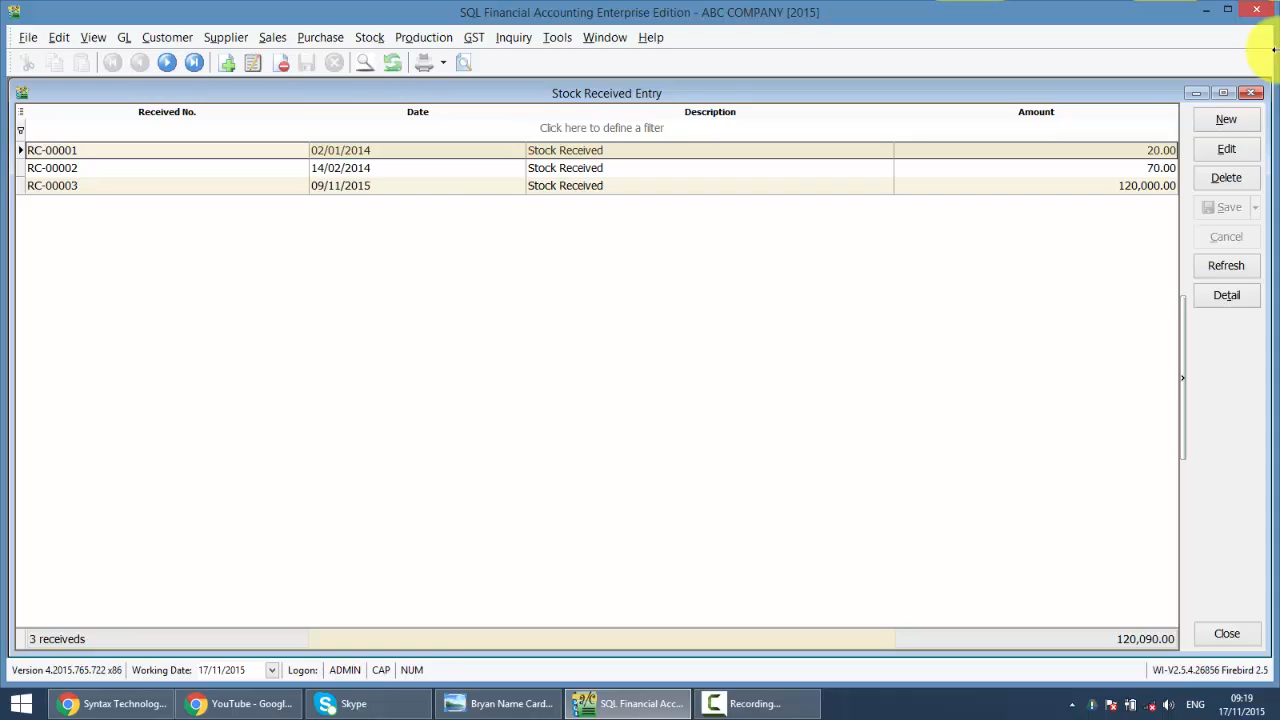 SQL Financial Accounting Enterprise Edition - ABC COMPANY [2015]
File Edit View GL Customer Supplier Sales Purchase Stock Production GST Inquiry Tools Window Help
Stock Received Entry
Received No. Date Description Amount
Click here to define a filter
RC-00001 02/01/2014 Stock Received 20.00
RC-00002 14/02/2014 Stock Received 70.00
RC-00003 09/11/2015 Stock Received 120,000.00
New
Edit
Delete
Save
Cancel
Refresh
Detail
3 receiveds 120,090.00
Close
Version 4.2015.765.722 x86 Working Date: 17/11/2015 Logon: ADMIN CAP NUM WI-V2.5.4.26856 Firebird 2.5
Syntax Technolog... YouTube - Googl... Skype Bryan Name Card... SQL Financial Acc... Recording... ENG 09:19
17/11/2015